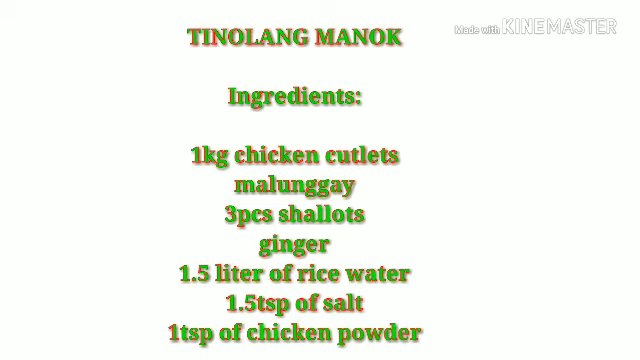 TINOLANG MANOK
Made with KINEMASTER
Ingredients:
1kg chicken cutlets
malunggay
3pcs shallots
ginger
1.5 liter of rice water
1.5tsp of salt
1tsp of chicken powder